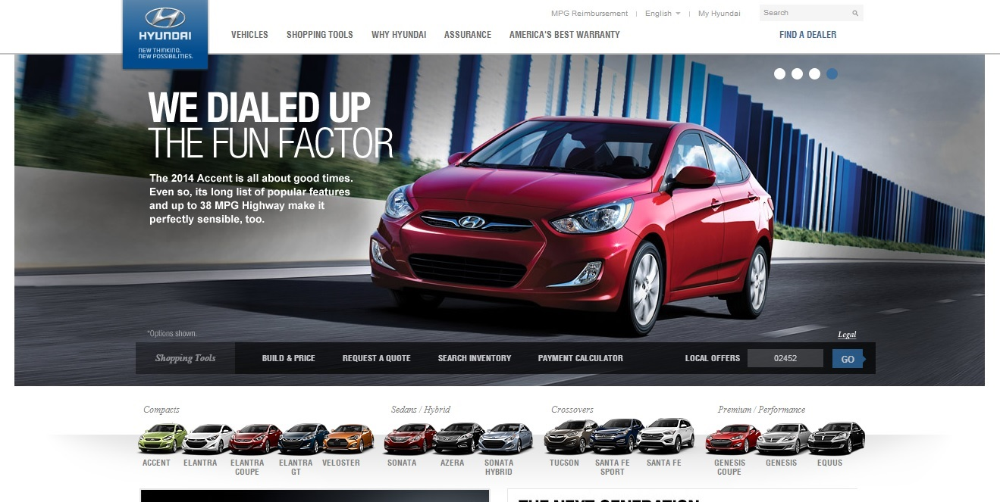 MPG Reimbursement | English | My Hyundai
Search
HYUNDAI
NEW THINKING.
NEW POSSIBILITIES.
VEHICLES SHOPPING TOOLS WHY HYUNDAI ASSURANCE AMERICA'S BEST WARRANTY FIND A DEALER
WE DIALED UP
THE FUN FACTOR
The 2014 Accent is all about good times.
Even so, its long list of popular features
and up to 38 MPG Highway make it
perfectly sensible, too.
*Options shown.
Legal
Shopping Tools BUILD & PRICE REQUEST A QUOTE SEARCH INVENTORY PAYMENT CALCULATOR LOCAL OFFERS 02452 GO
Compacts Sedans / Hybrid Crossovers Premium / Performance
ACCENT ELANTRA ELANTRA COUPE ELANTRA GT VELOSTER SONATA AZERA SONATA HYBRID TUCSON SANTA FE SPORT SANTA FE GENESIS COUPE GENESIS EQUUS
THE NEXT GENERATION